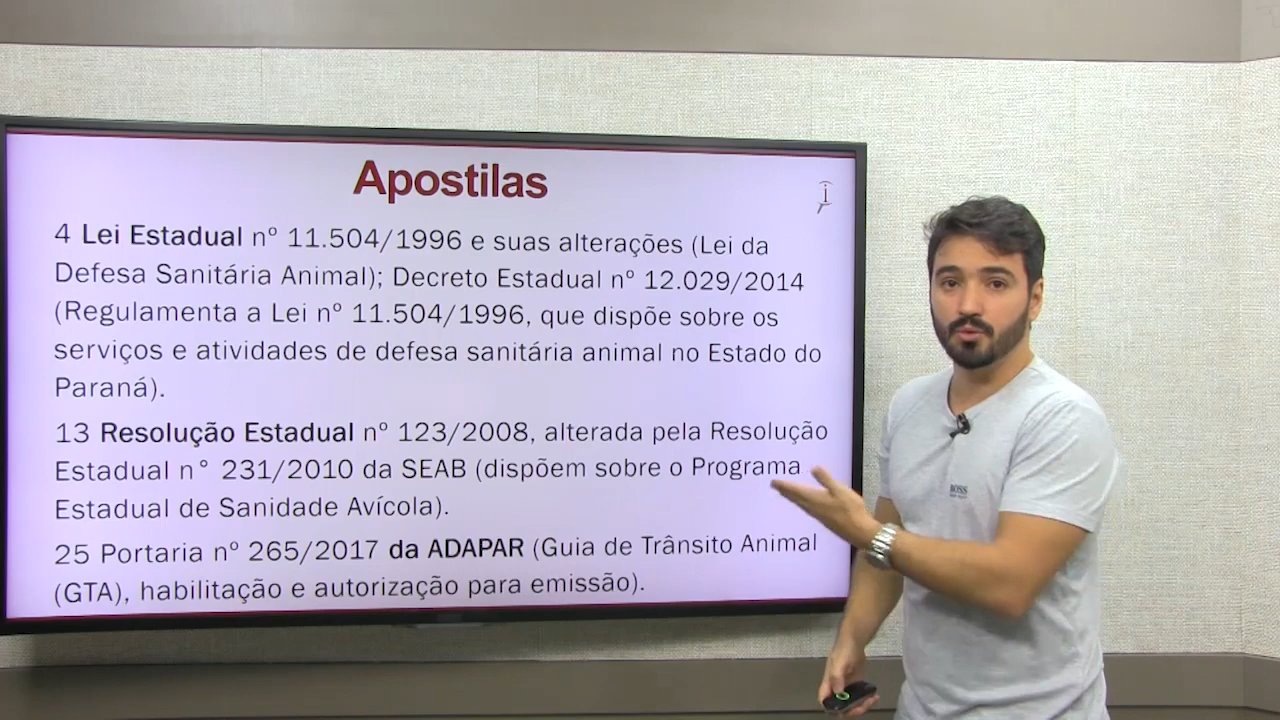 Apostilas
4 Lei Estadual nº 11.504/1996 e suas alterações (Lei da
Defesa Sanitária Animal); Decreto Estadual nº 12.029/2014
(Regulamenta a Lei nº 11.504/1996, que dispõe sobre os
serviços e atividades de defesa sanitária animal no Estado do
Paraná).
13 Resolução Estadual nº 123/2008, alterada pela Resolução
Estadual n° 231/2010 da SEAB (dispõem sobre o Programa
Estadual de Sanidade Avícola).
25 Portaria nº 265/2017 da ADAPAR (Guia de Trânsito Animal
(GTA), habilitação e autorização para emissão).
BOSS